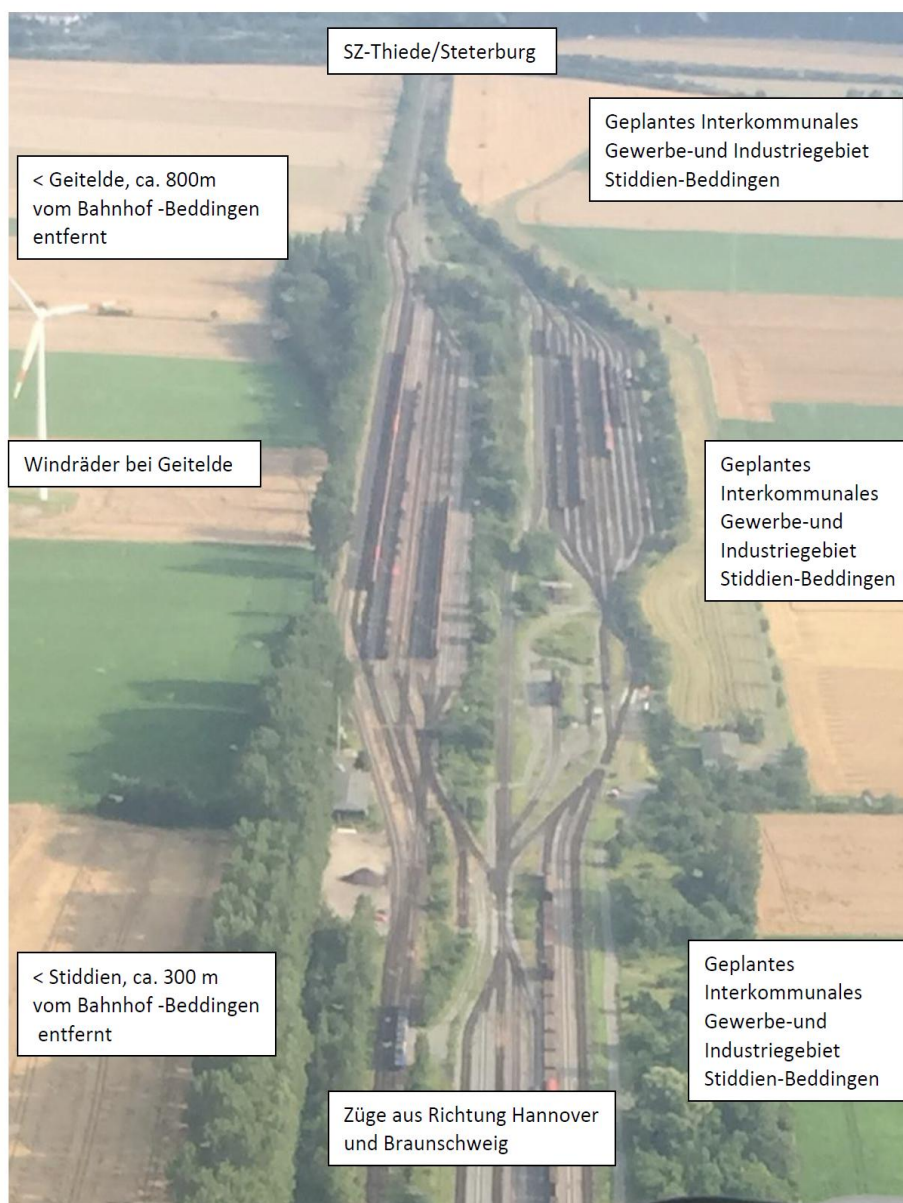 SZ-Thiede/Steterburg
Geplantes Interkommunales
Gewerbe-und Industriegebiet
Stiddien-Beddingen
< Geitelde, ca. 800m
vom Bahnhof -Beddingen
entfernt
Windräder bei Geitelde
Geplantes
Interkommunales
Gewerbe-und
Industriegebiet
Stiddien-Beddingen
< Stiddien, ca. 300 m
vom Bahnhof -Beddingen
entfernt
Geplantes
Interkommunales
Gewerbe-und
Industriegebiet
Stiddien-Beddingen
Züge aus Richtung Hannover
und Braunschweig